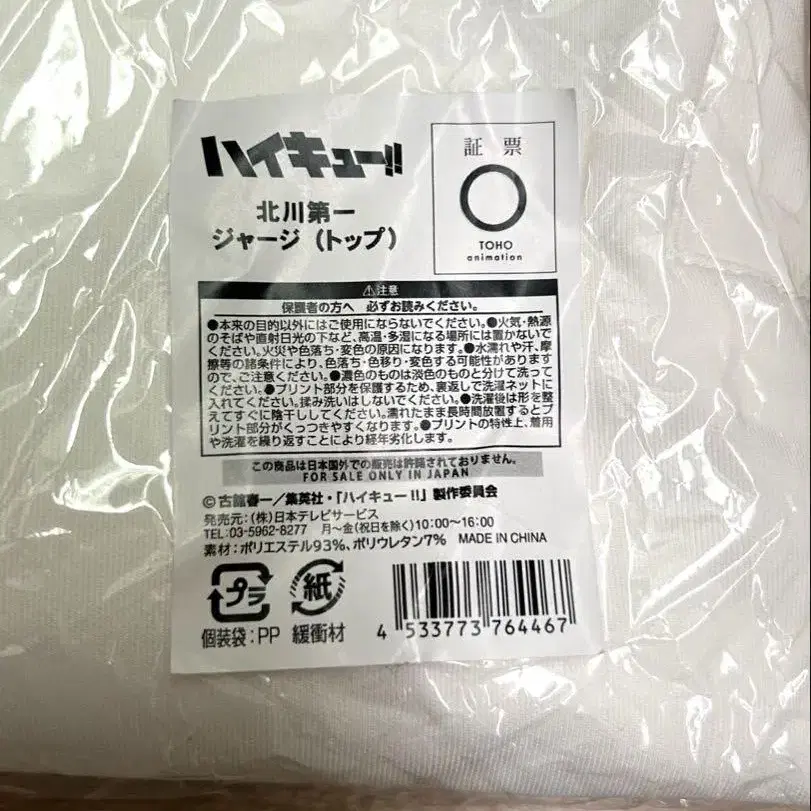 ハイキュー!!
北川第一
ジャージ（トップ）
証 票
TOHO
animation
⚠注意
保護者の方へ 必ずお読みください。
●本来の目的以外にはご使用にならないでください。●火気・熱源
のそばや直射日光の下など、高温・多湿になる場所には置かないで
ください。火災や色落ち・変色の原因になります。●水濡れや汗、摩
擦等の諸条件により、色落ち・色移り・変色する可能性があります
ので、ご注意ください。●濃色のものは淡色のものと分けて洗って
ください。●プリント部分を保護するため、裏返しで洗濯ネットに
入れてください。揉み洗いはしないでください。●洗濯後は形を整
えてすぐに陰干ししてください。濡れたまま長時間放置するとプ
リント部分がくっつきやすくなります。●プリントの特性上、着用
や洗濯を繰り返すことにより経年劣化します。
この商品は日本国外での販売は許諾されておりません。
FOR SALE ONLY IN JAPAN
©古舘春一／集英社・「ハイキュー!!」製作委員会
発売元：(株)日本テレビサービス
TEL：03-5962-8277 月〜金(祝日を除く)10：00〜16：00
素材：ポリエステル93%、ポリウレタン7% MADE IN CHINA
プラ 紙
個装袋：PP 緩衝材
4 533773 764467